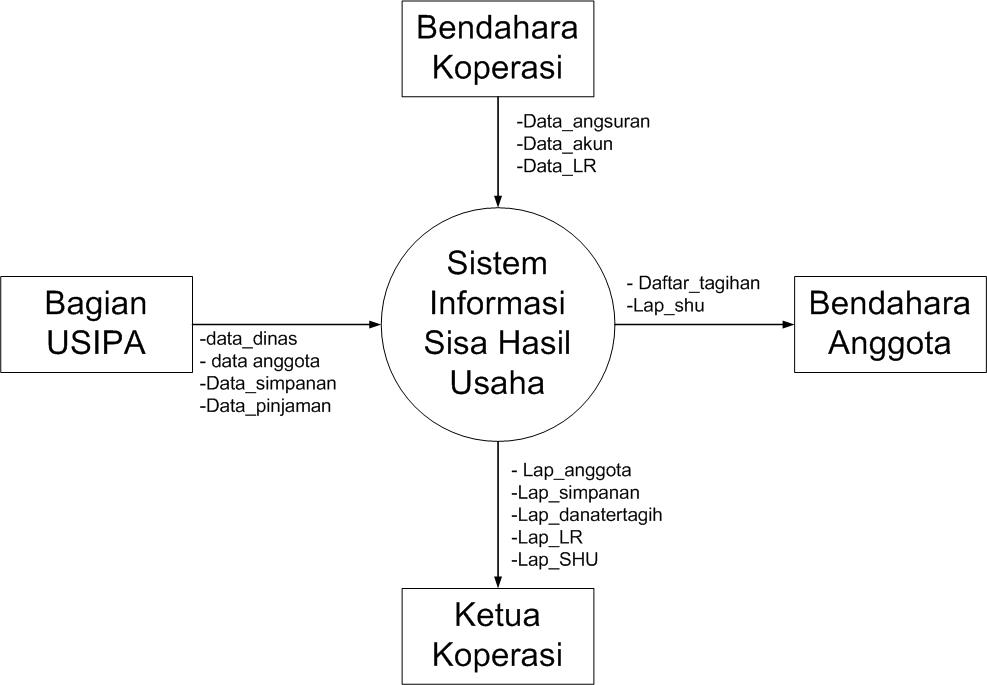 Bendahara
Koperasi
-Data_angsuran
-Data_akun
-Data_LR
Bagian
USIPA
-data_dinas
- data anggota
-Data_simpanan
-Data_pinjaman
Sistem
Informasi
Sisa Hasil
Usaha
- Daftar_tagihan
-Lap_shu
Bendahara
Anggota
- Lap_anggota
-Lap_simpanan
-Lap_danatertagih
-Lap_LR
-Lap_SHU
Ketua
Koperasi